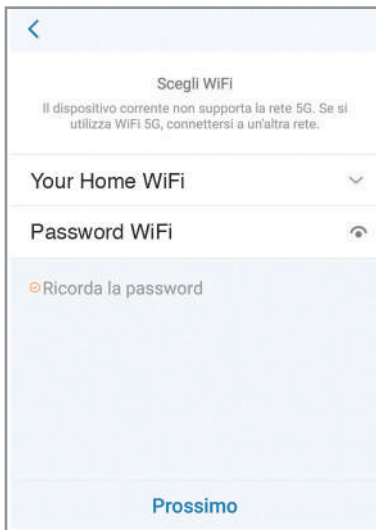 Scegli WiFi
Il dispositivo corrente non supporta la rete 5G. Se si
utilizza WiFi 5G, connettersi a un'altra rete.
Your Home WiFi
Password WiFi
Ricorda la password
Prossimo